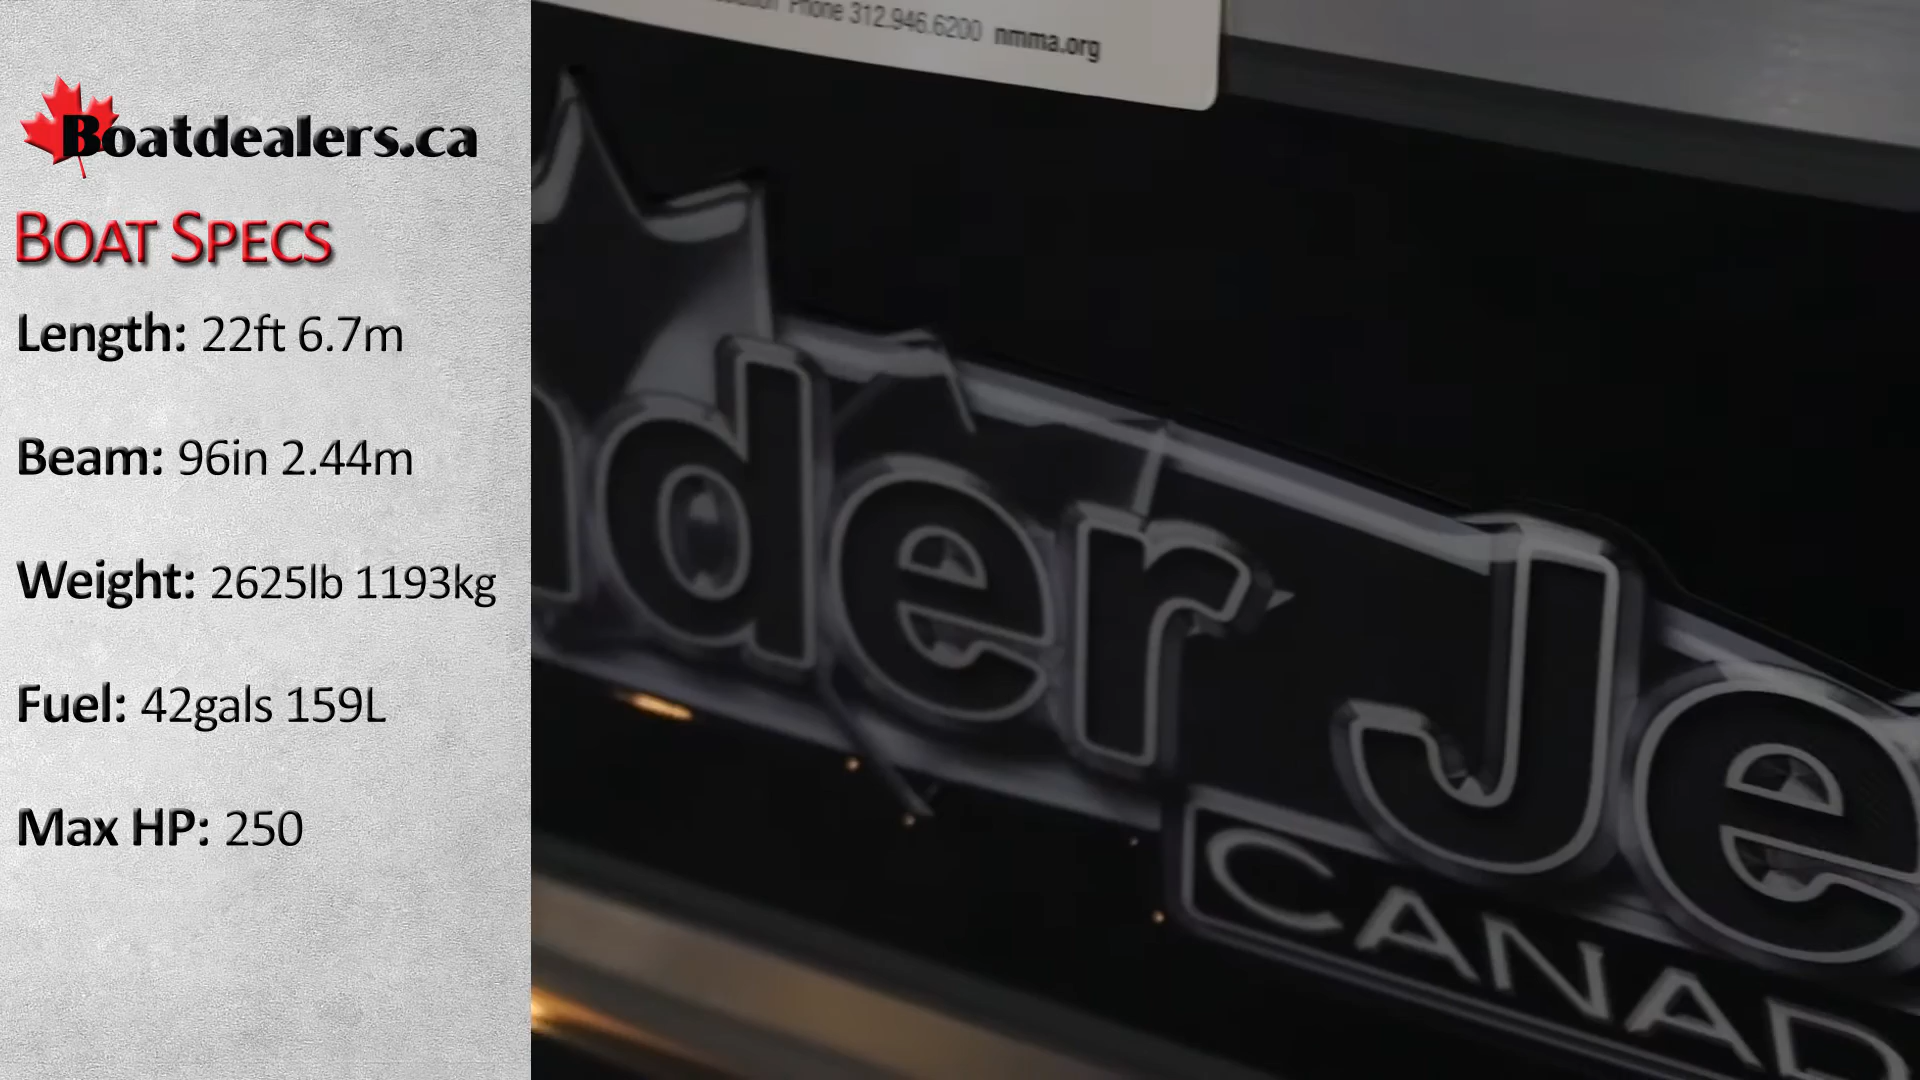 Boatdealers.ca
BOAT SPECS
Length: 22ft 6.7m
Beam: 96in 2.44m
Weight: 2625lb 1193kg
Fuel: 42gals 159L
Max HP: 250
Phone 312.946.6200 nmma.org
der Je
CANAD